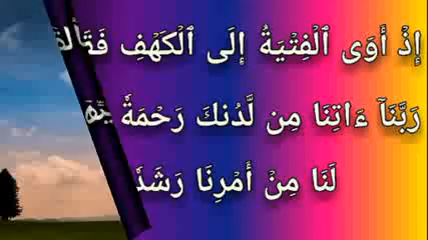 إِذۡ أَوَى ٱلۡفِتۡيَةُ إِلَى ٱلۡكَهۡفِ
رَبَّنَآ ءَاتِنَا مِن لَّدُنكَ رَحۡمَةٗ
لَنَا مِنۡ أَمۡرِنَا